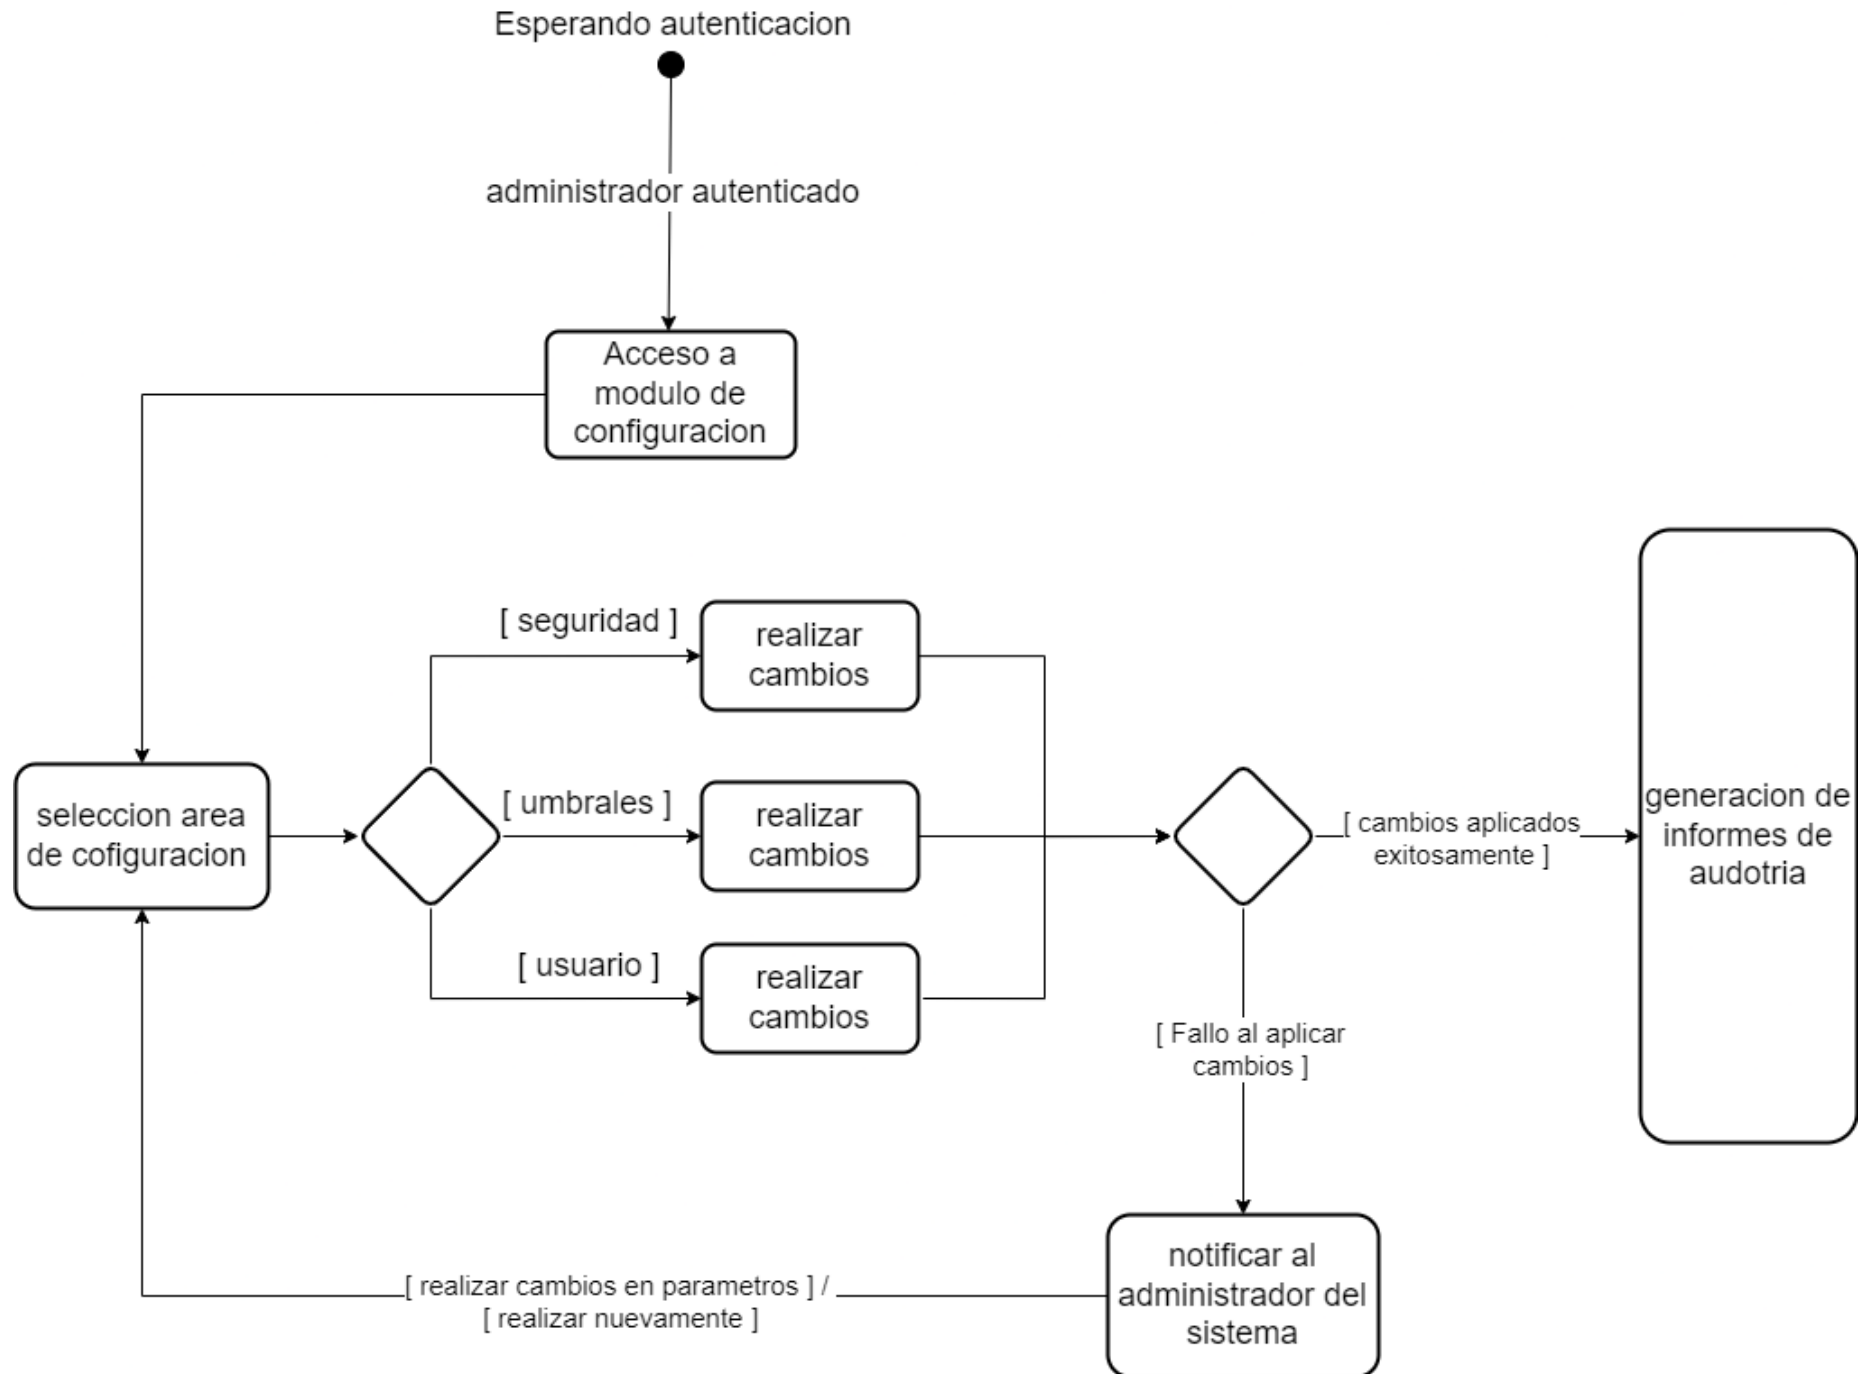 Esperando autenticacion
administrador autenticado
Acceso a
modulo de
configuracion
[ seguridad ]
realizar
cambios
seleccion area
de cofiguracion
[ umbrales ]
realizar
cambios
[ cambios aplicados
exitosamente ]
generacion de
informes de
audotria
[ usuario ]
realizar
cambios
[ Fallo al aplicar
cambios ]
notificar al
administrador del
sistema
[ realizar cambios en parametros ] /
[ realizar nuevamente ]